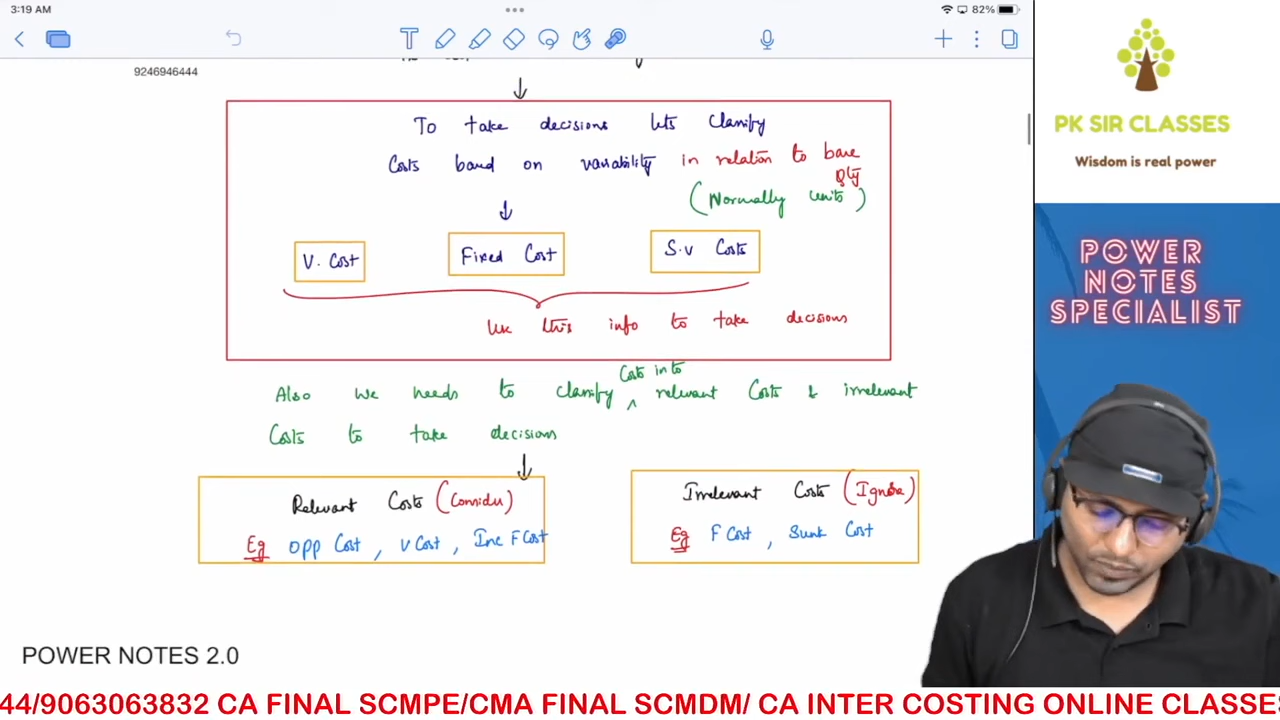 3:19 AM
82%
9246946444
To take decisions lets Classify
Costs based on variability in relation to base
Qty
(Normally units)
V. Cost
Fixed Cost
S.v Costs
Use this info to take decisions
Costs into
Also we needs to classify ^ relevant Costs & irrelevant
Costs to take decisions
Relevant Costs (Consider)
Eg Opp Cost, V Cost, Inc F Cost
Irrelevant Costs (Ignore)
Eg F Cost, Sunk Cost
POWER NOTES 2.0
PK SIR CLASSES
Wisdom is real power
POWER
NOTES
SPECIALIST
44/9063063832 CA FINAL SCMPE/CMA FINAL SCMDM/ CA INTER COSTING ONLINE CLASSES